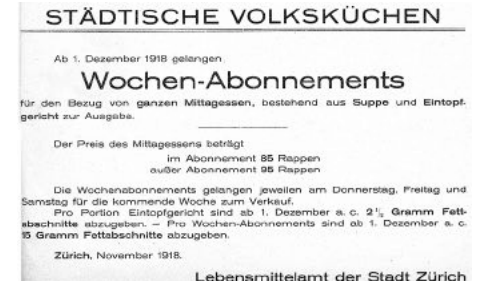 STÄDTISCHE VOLKSKÜCHEN
Ab 1. Dezember 1918 gelangen
Wochen-Abonnements
für den Bezug von ganzen Mittagessen, bestehend aus Suppe und Eintopf-
gericht zur Ausgabe.
Der Preis des Mittagessens beträgt
im Abonnement 85 Rappen
außer Abonnement 95 Rappen
Die Wochenabonnements gelangen jeweilen am Donnerstag, Freitag und
Samstag für die kommende Woche zum Verkauf.
Pro Portion Eintopfgericht sind ab 1. Dezember a. c. 2½ Gramm Fett-
abschnitte abzugeben. — Pro Wochen-Abonnements sind ab 1. Dezember a. c.
15 Gramm Fettabschnitte abzugeben.
Zürich, November 1918.
Lebensmittelamt der Stadt Zürich